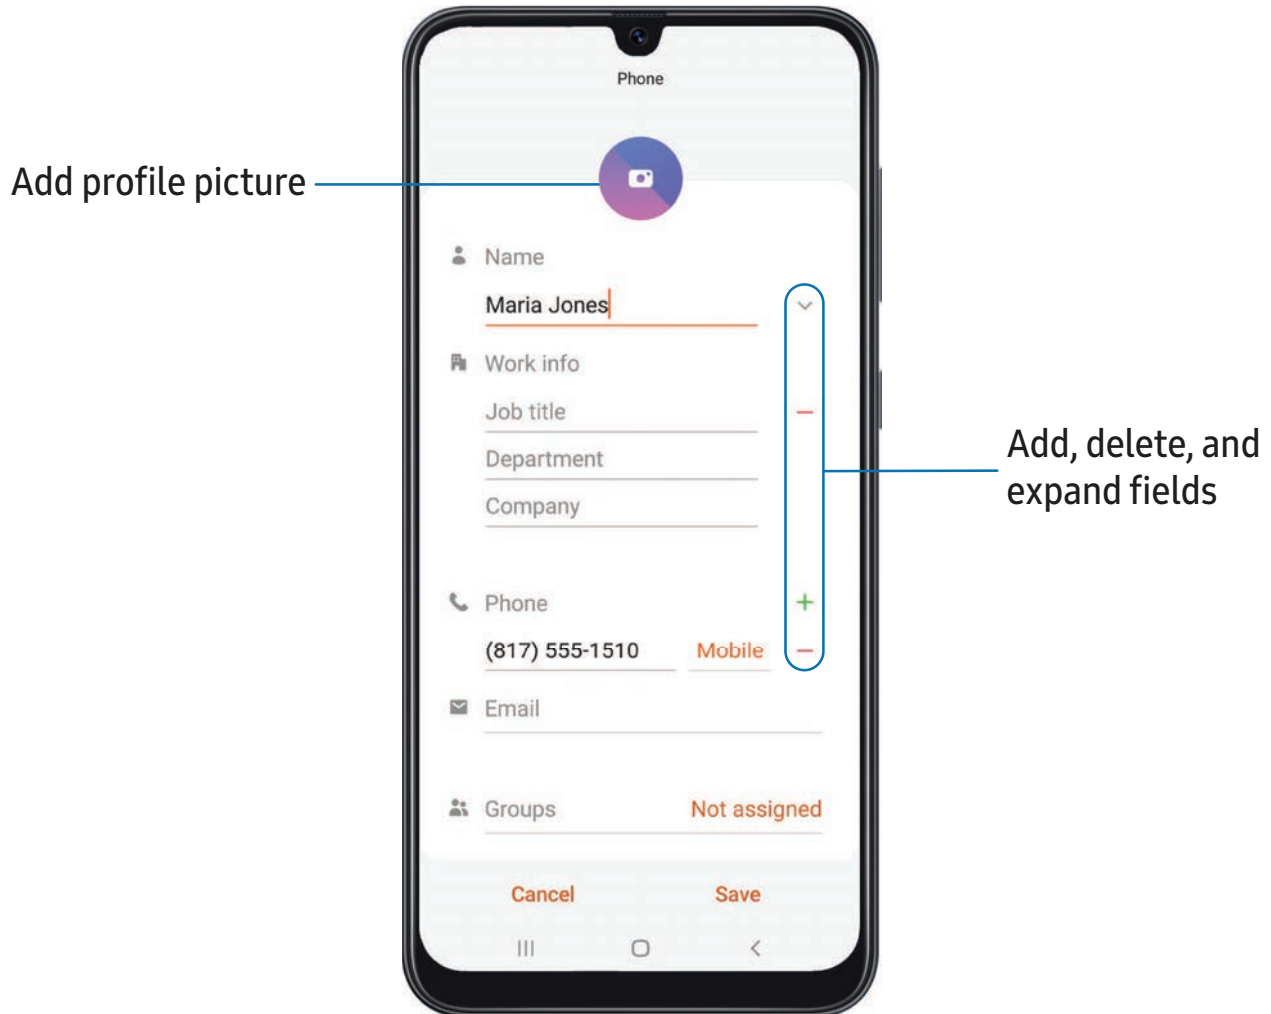 Phone
Add profile picture
Name
Maria Jones
Work info
Job title
Department
Company
Add, delete, and
expand fields
Phone
(817) 555-1510 Mobile
Email
Groups Not assigned
Cancel Save